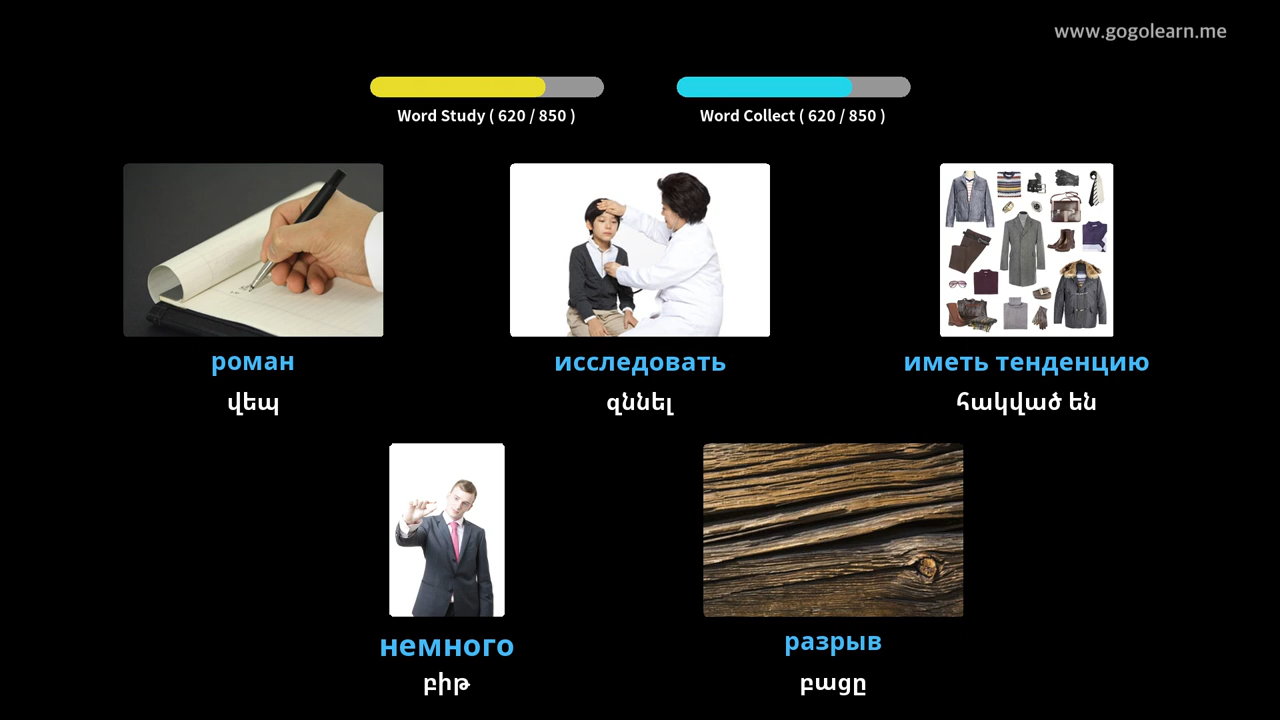 www.gogolearn.me
Word Study ( 620 / 850 )
Word Collect ( 620 / 850 )
роман
исследовать
иметь тенденцию
վեպ
զննել
հակված են
немного
разрыв
բիթ
բացը